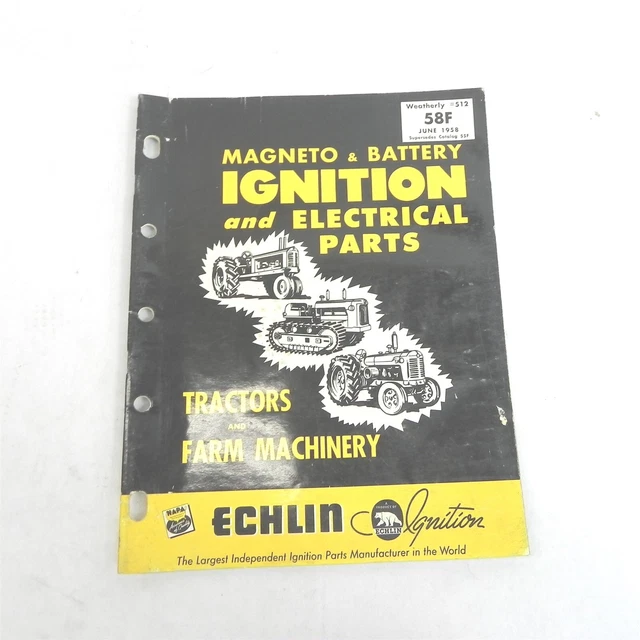 Weatherly #512
58F
JUNE 1958
Supersedes Catalog 55F
MAGNETO & BATTERY
IGNITION
and ELECTRICAL
PARTS
TRACTORS
AND
FARM MACHINERY
NAPA
ECHLIN
ECHLIN
Ignition
The Largest Independent Ignition Parts Manufacturer in the World